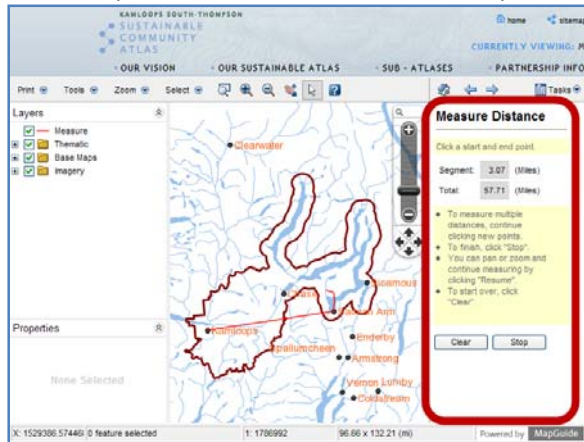 KAMLOOPS SOUTH-THOMPSON
SUSTAINABLE
COMMUNITY
ATLAS
home
sitemap
CURRENTLY VIEWING: M
OUR VISION
OUR SUSTAINABLE ATLAS
SUB - ATLASES
PARTNERSHIP INFO
Print
Tools
Zoom
Select
Tasks
Layers
Measure
Thematic
Base Maps
Imagery
Properties
None Selected
Clearwater
Chase
Sicamous
Salmon Arm
Kamloops
Enderby
Spallumcheen
Armstrong
Vernon
Lumby
Coldstream
Measure Distance
Click a start and end point.
Segment: 3.07 (Miles)
Total: 57.71 (Miles)
To measure multiple
distances, continue
clicking new points.
To finish, click "Stop".
You can pan or zoom and
continue measuring by
clicking "Resume".
To start over, click
"Clear".
Clear
Stop
X: 1529386.57446
0 feature selected
1: 1786992
96.66 x 132.21 (mi)
Powered by MapGuide